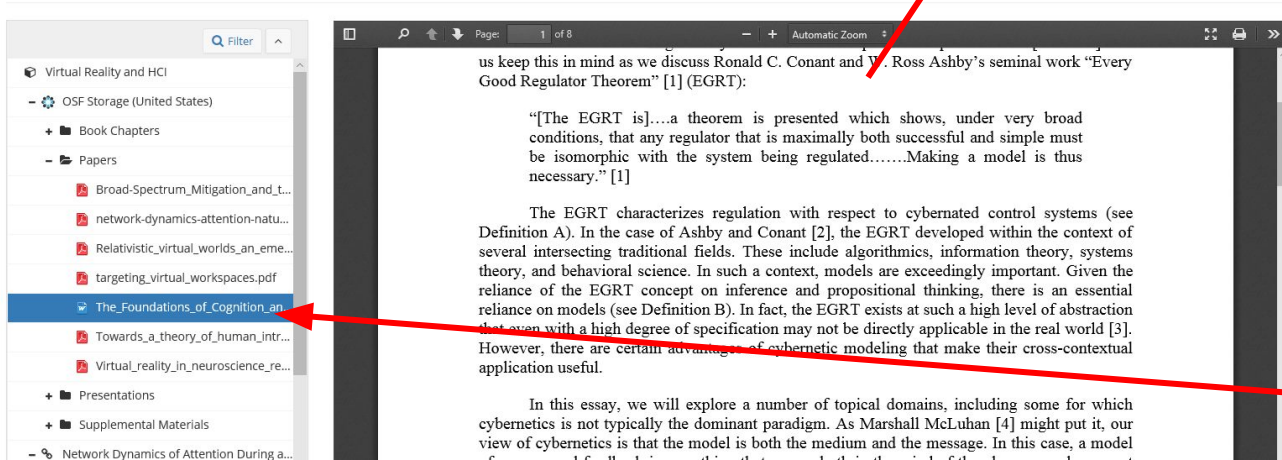 Filter
Virtual Reality and HCI
OSF Storage (United States)
Book Chapters
Papers
Broad-Spectrum_Mitigation_and_t...
network-dynamics-attention-natu...
Relativistic_virtual_worlds_an_eme...
targeting_virtual_workspaces.pdf
The_Foundations_of_Cognition_an...
Towards_a_theory_of_human_intr...
Virtual_reality_in_neuroscience_re...
Presentations
Supplemental Materials
Network Dynamics of Attention During a...
Page: 1 of 8 Automatic Zoom
us keep this in mind as we discuss Ronald C. Conant and W. Ross Ashby’s seminal work “Every
Good Regulator Theorem” [1] (EGRT):
“[The EGRT is]….a theorem is presented which shows, under very broad
conditions, that any regulator that is maximally both successful and simple must
be isomorphic with the system being regulated…….Making a model is thus
necessary.” [1]
The EGRT characterizes regulation with respect to cybernated control systems (see
Definition A). In the case of Ashby and Conant [2], the EGRT developed within the context of
several intersecting traditional fields. These include algorithmics, information theory, systems
theory, and behavioral science. In such a context, models are exceedingly important. Given the
reliance of the EGRT concept on inference and propositional thinking, there is an essential
reliance on models (see Definition B). In fact, the EGRT exists at such a high level of abstraction
that even with a high degree of specification may not be directly applicable in the real world [3].
However, there are certain advantages of cybernetic modeling that make their cross-contextual
application useful.
In this essay, we will explore a number of topical domains, including some for which
cybernetics is not typically the dominant paradigm. As Marshall McLuhan [4] might put it, our
view of cybernetics is that the model is both the medium and the message. In this case, a model